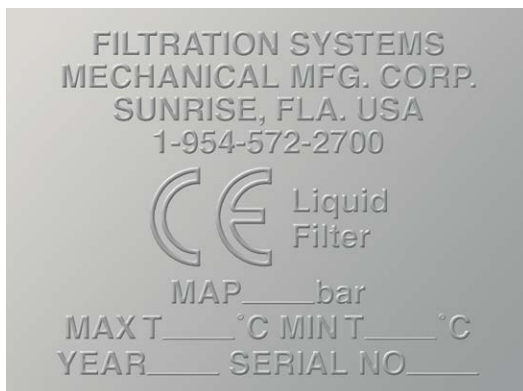 FILTRATION SYSTEMS
MECHANICAL MFG. CORP.
SUNRISE, FLA. USA
1-954-572-2700
CE Liquid
Filter
MAP____bar
MAX T____°C MIN T____°C
YEAR____ SERIAL NO____